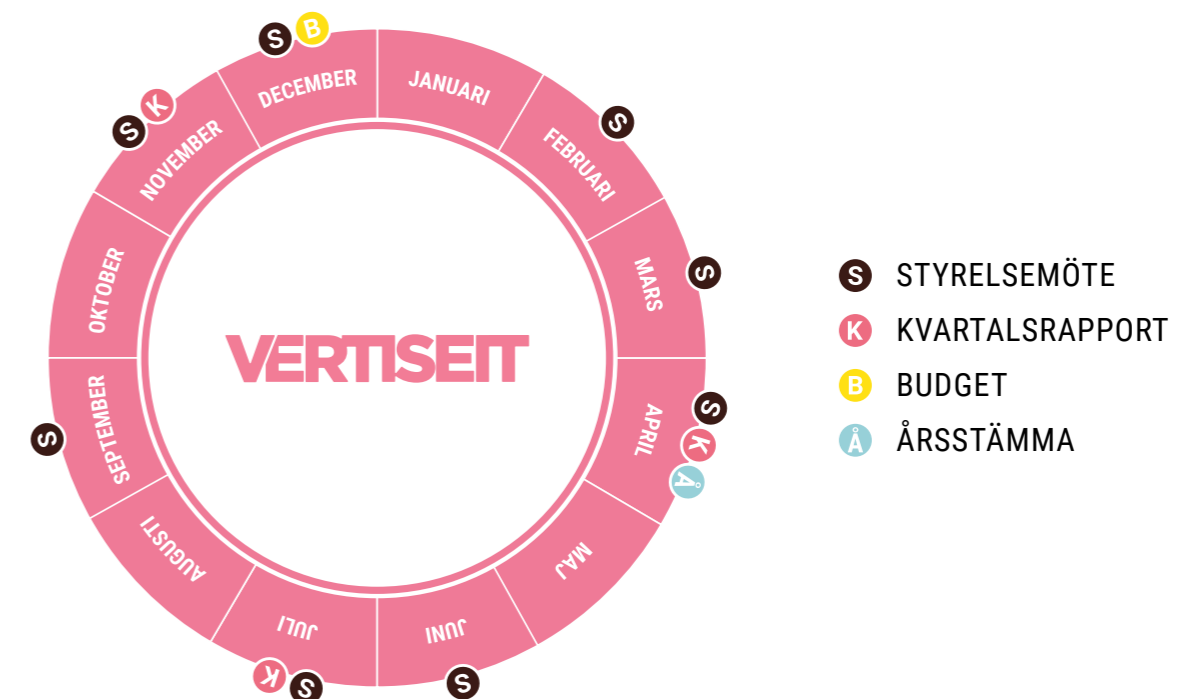 S B
DECEMBER
JANUARI
S
FEBRUARI
S
MARS
S
K
Å
APRIL
MAJ
S
JUNI
S
K
JULI
AUGUSTI
S
SEPTEMBER
OKTOBER
S K
NOVEMBER
VERTISEIT
S STYRELSEMÖTE
K KVARTALSRAPPORT
B BUDGET
Å ÅRSSTÄMMA